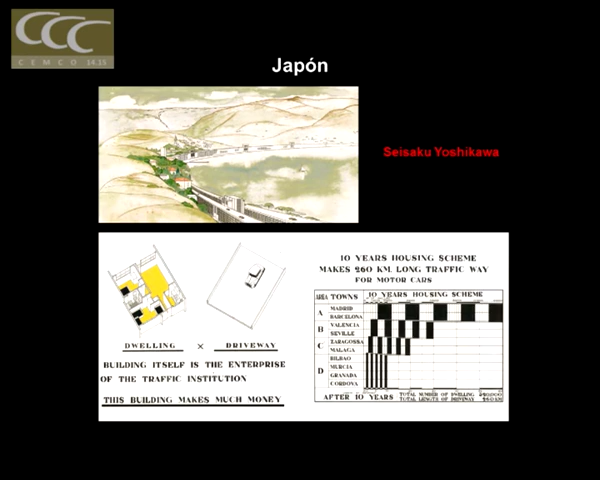 CCC
CEMCO 14.15
Japón
Seisaku Yoshikawa
DWELLING × DRIVEWAY
BUILDING ITSELF IS THE ENTERPRISE
OF THE TRAFFIC INSTITUTION
THIS BUILDING MAKES MUCH MONEY
10 YEARS HOUSING SCHEME
MAKES 260 KM. LONG TRAFFIC WAY
FOR MOTOR CARS
AREA TOWNS 10 YEARS HOUSING SCHEME
A MADRID
BARCELONA
B VALENCIA
SEVILLE
C ZARAGOSSA
MALAGA
D BILBAO
MURCIA
GRANADA
CORDOVA
AFTER 10 YEARS
TOTAL NUMBER OF DWELLING
TOTAL LENGTH OF DRIVEWAY 260 KM